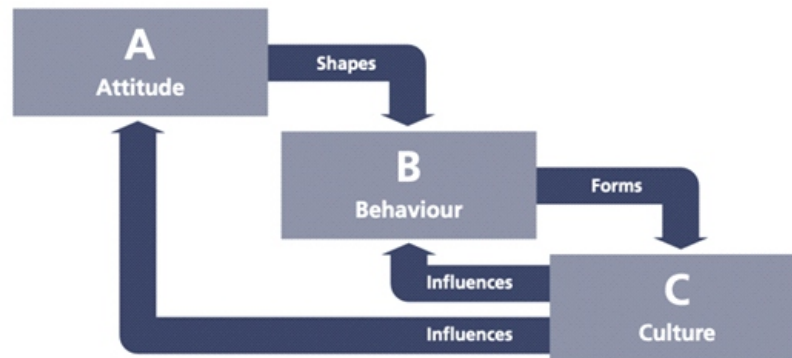 A
Attitude
Shapes
B
Behaviour
Forms
Influences
C
Culture
Influences